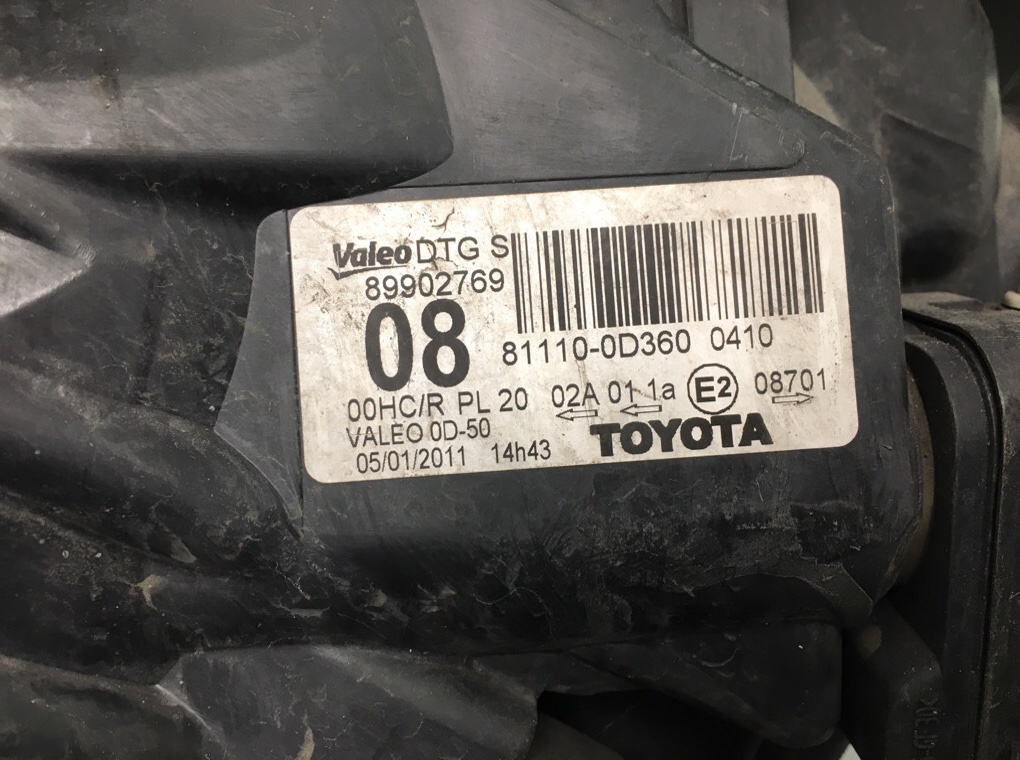 Valeo DTG S
89902769
08
81110-0D360 0410
00HC/R PL 20 02A 01 1a E2 08701
VALEO 0D-50 TOYOTA
05/01/2011 14h43